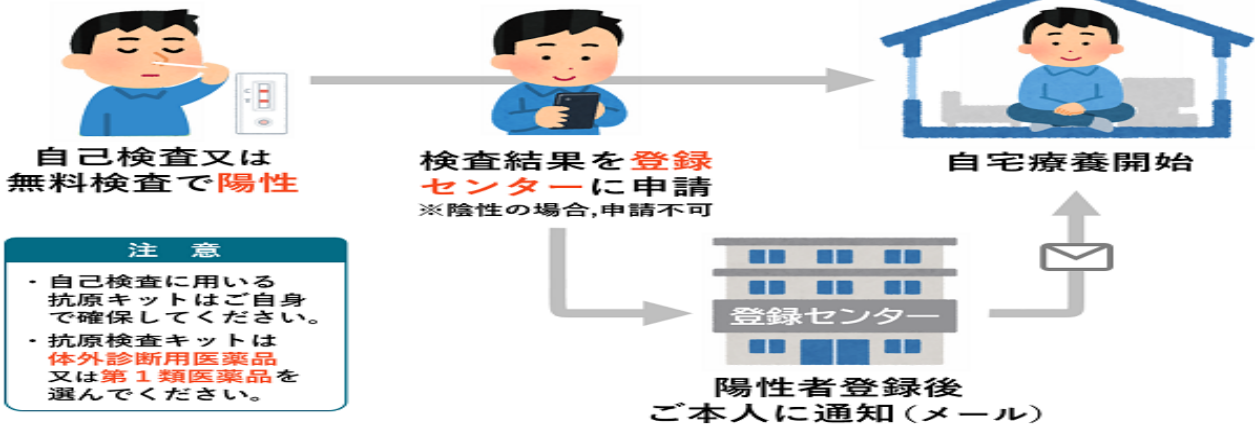 自己検査又は
無料検査で陽性
検査結果を登録
センターに申請
※陰性の場合,申請不可
自宅療養開始
注 意
・自己検査に用いる
抗原キットはご自身
で確保してください。
・抗原検査キットは
体外診断用医薬品
又は第1類医薬品を
選んでください。
C
T
登録センター
陽性者登録後
ご本人に通知(メール)